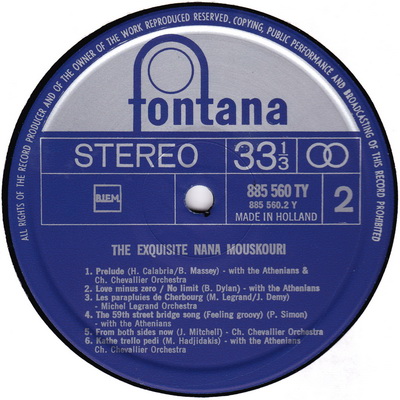 ALL RIGHTS OF THE RECORD PRODUCER AND OF THE OWNER OF THE WORK REPRODUCED RESERVED. COPYING, PUBLIC PERFORMANCE AND BROADCASTING OF THIS RECORD PROHIBITED
fontana
STEREO 33 1/3
BIEM
885 560 TY
885 560.2 Y
MADE IN HOLLAND
2
THE EXQUISITE NANA MOUSKOURI
1. Prelude (H. Calabria/B. Massey) - with the Athenians &
Ch. Chevallier Orchestra
2. Love minus zero / No limit (B. Dylan) - with the Athenians
3. Les parapluies de Cherbourg (M. Legrand/J. Demy)
- Michel Legrand Orchestra
4. The 59th street bridge song (Feeling groovy) (P. Simon)
- with the Athenians
5. From both sides now (J. Mitchell) - Ch. Chevallier Orchestra
6. Kathe trello pedi (M. Hadjidakis) - with the Athenians
Ch. Chevallier Orchestra